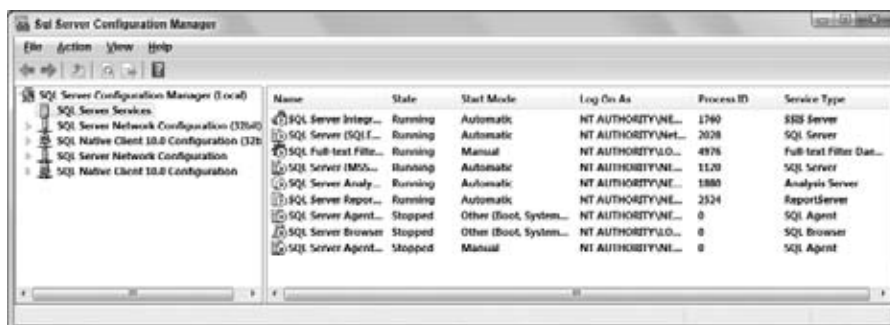 Sql Server Configuration Manager
File Action View Help
SQL Server Configuration Manager (Local)
SQL Server Services
SQL Server Network Configuration (32bit)
SQL Native Client 10.0 Configuration (32b
SQL Server Network Configuration
SQL Native Client 10.0 Configuration
Name State Start Mode Log On As Process ID Service Type
SQL Server Integr... Running Automatic NT AUTHORITY\NE... 1760 SSIS Server
SQL Server (SQLE... Running Automatic NT AUTHORITY\Net... 2028 SQL Server
SQL Full-text Filte... Running Manual NT AUTHORITY\LO... 4976 Full-text Filter Dae...
SQL Server (MSS... Running Automatic NT AUTHORITY\NE... 1120 SQL Server
SQL Server Analy... Running Automatic NT AUTHORITY\NE... 1880 Analysis Server
SQL Server Repor... Running Automatic NT AUTHORITY\NE... 2524 ReportServer
SQL Server Agent... Stopped Other (Boot, System... NT AUTHORITY\NE... 0 SQL Agent
SQL Server Browser Stopped Other (Boot, System... NT AUTHORITY\LO... 0 SQL Browser
SQL Server Agent... Stopped Manual NT AUTHORITY\NE... 0 SQL Agent